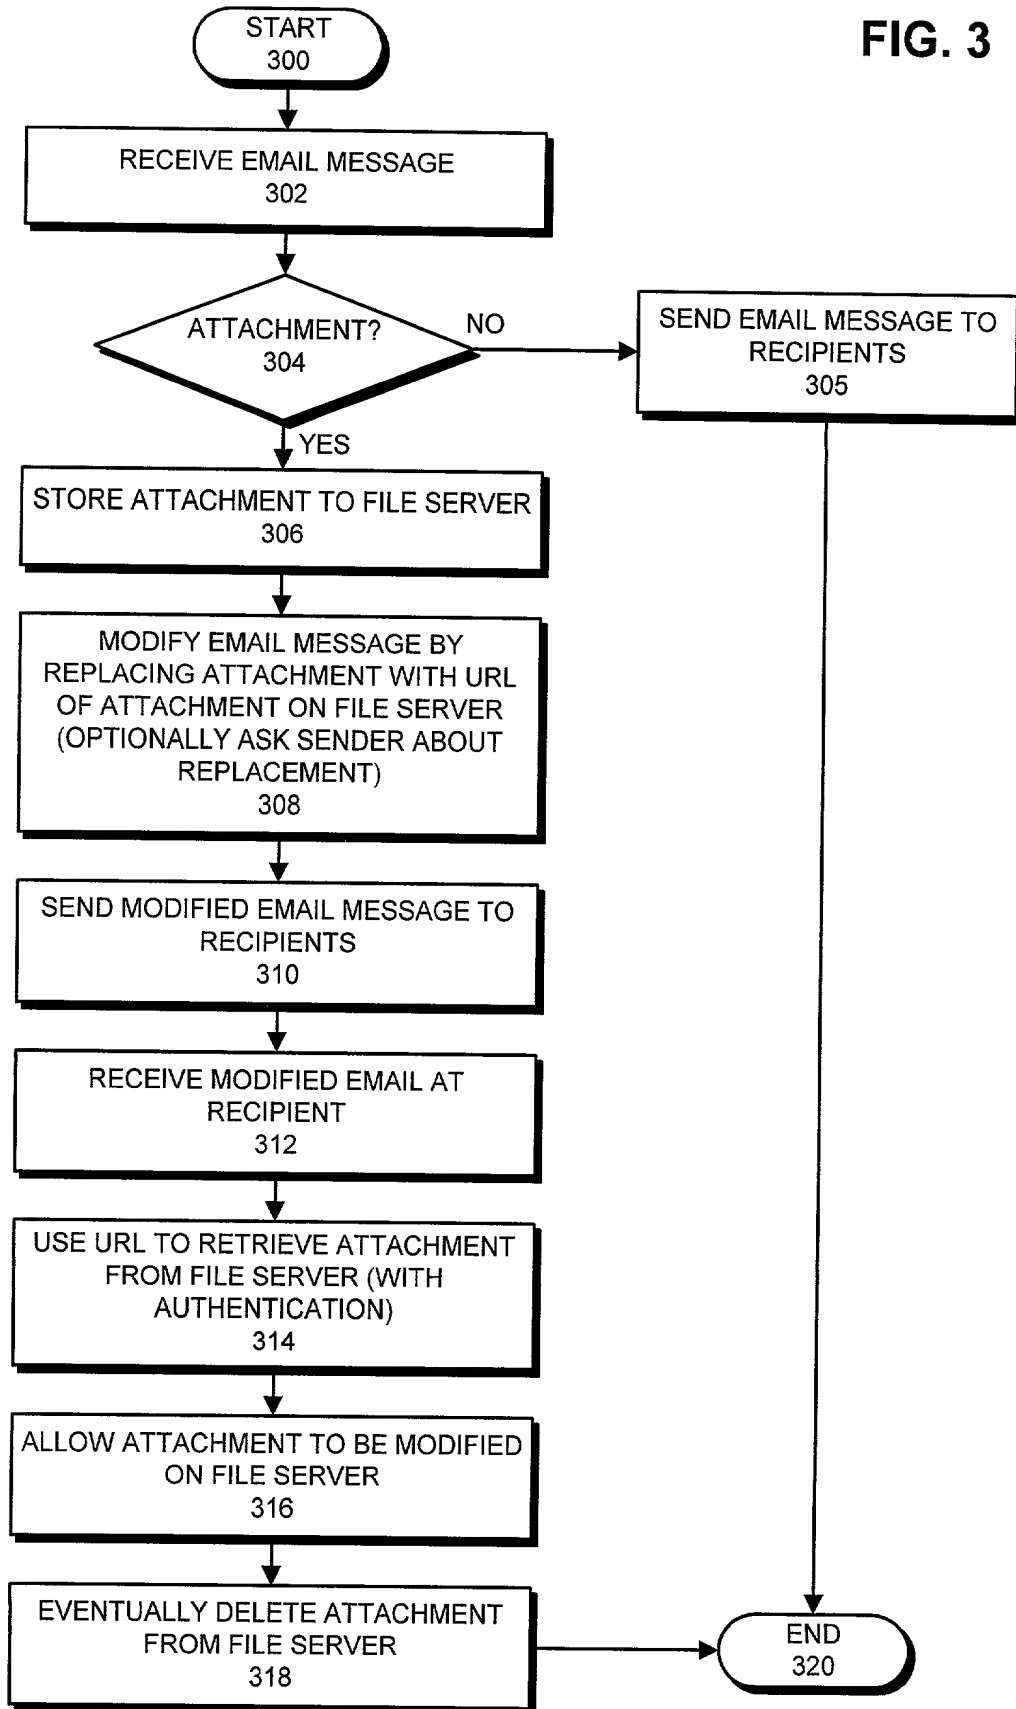 FIG. 3
START
300
RECEIVE EMAIL MESSAGE
302
ATTACHMENT?
304
NO
SEND EMAIL MESSAGE TO
RECIPIENTS
305
YES
STORE ATTACHMENT TO FILE SERVER
306
MODIFY EMAIL MESSAGE BY
REPLACING ATTACHMENT WITH URL
OF ATTACHMENT ON FILE SERVER
(OPTIONALLY ASK SENDER ABOUT
REPLACEMENT)
308
SEND MODIFIED EMAIL MESSAGE TO
RECIPIENTS
310
RECEIVE MODIFIED EMAIL AT
RECIPIENT
312
USE URL TO RETRIEVE ATTACHMENT
FROM FILE SERVER (WITH
AUTHENTICATION)
314
ALLOW ATTACHMENT TO BE MODIFIED
ON FILE SERVER
316
EVENTUALLY DELETE ATTACHMENT
FROM FILE SERVER
318
END
320